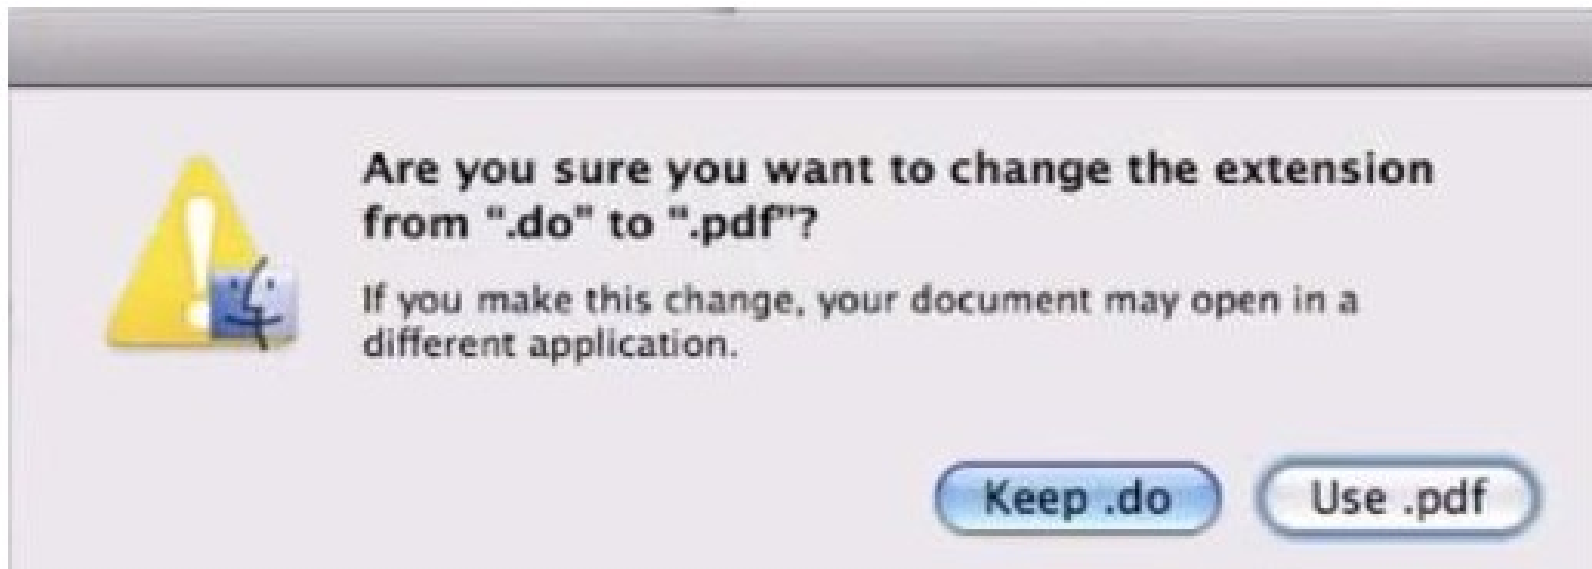 Are you sure you want to change the extension
from ".do" to ".pdf"?
If you make this change, your document may open in a
different application.
Keep .do
Use .pdf